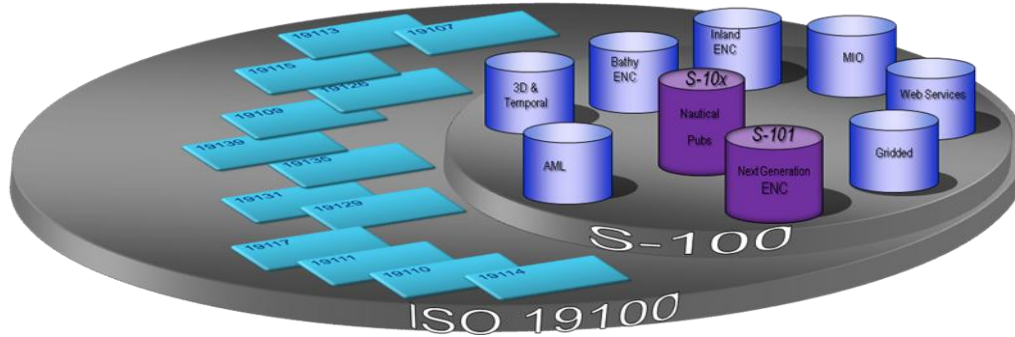 19113
19107
19115
19126
19109
19139
19135
19131
19129
19117
19111
19110
19114
Inland
ENC
MIO
Bathy
ENC
3D &
Temporal
S-10x
Nautical
Pubs
Web Services
AML
S-101
Next Generation
ENC
Gridded
S-100
ISO 19100